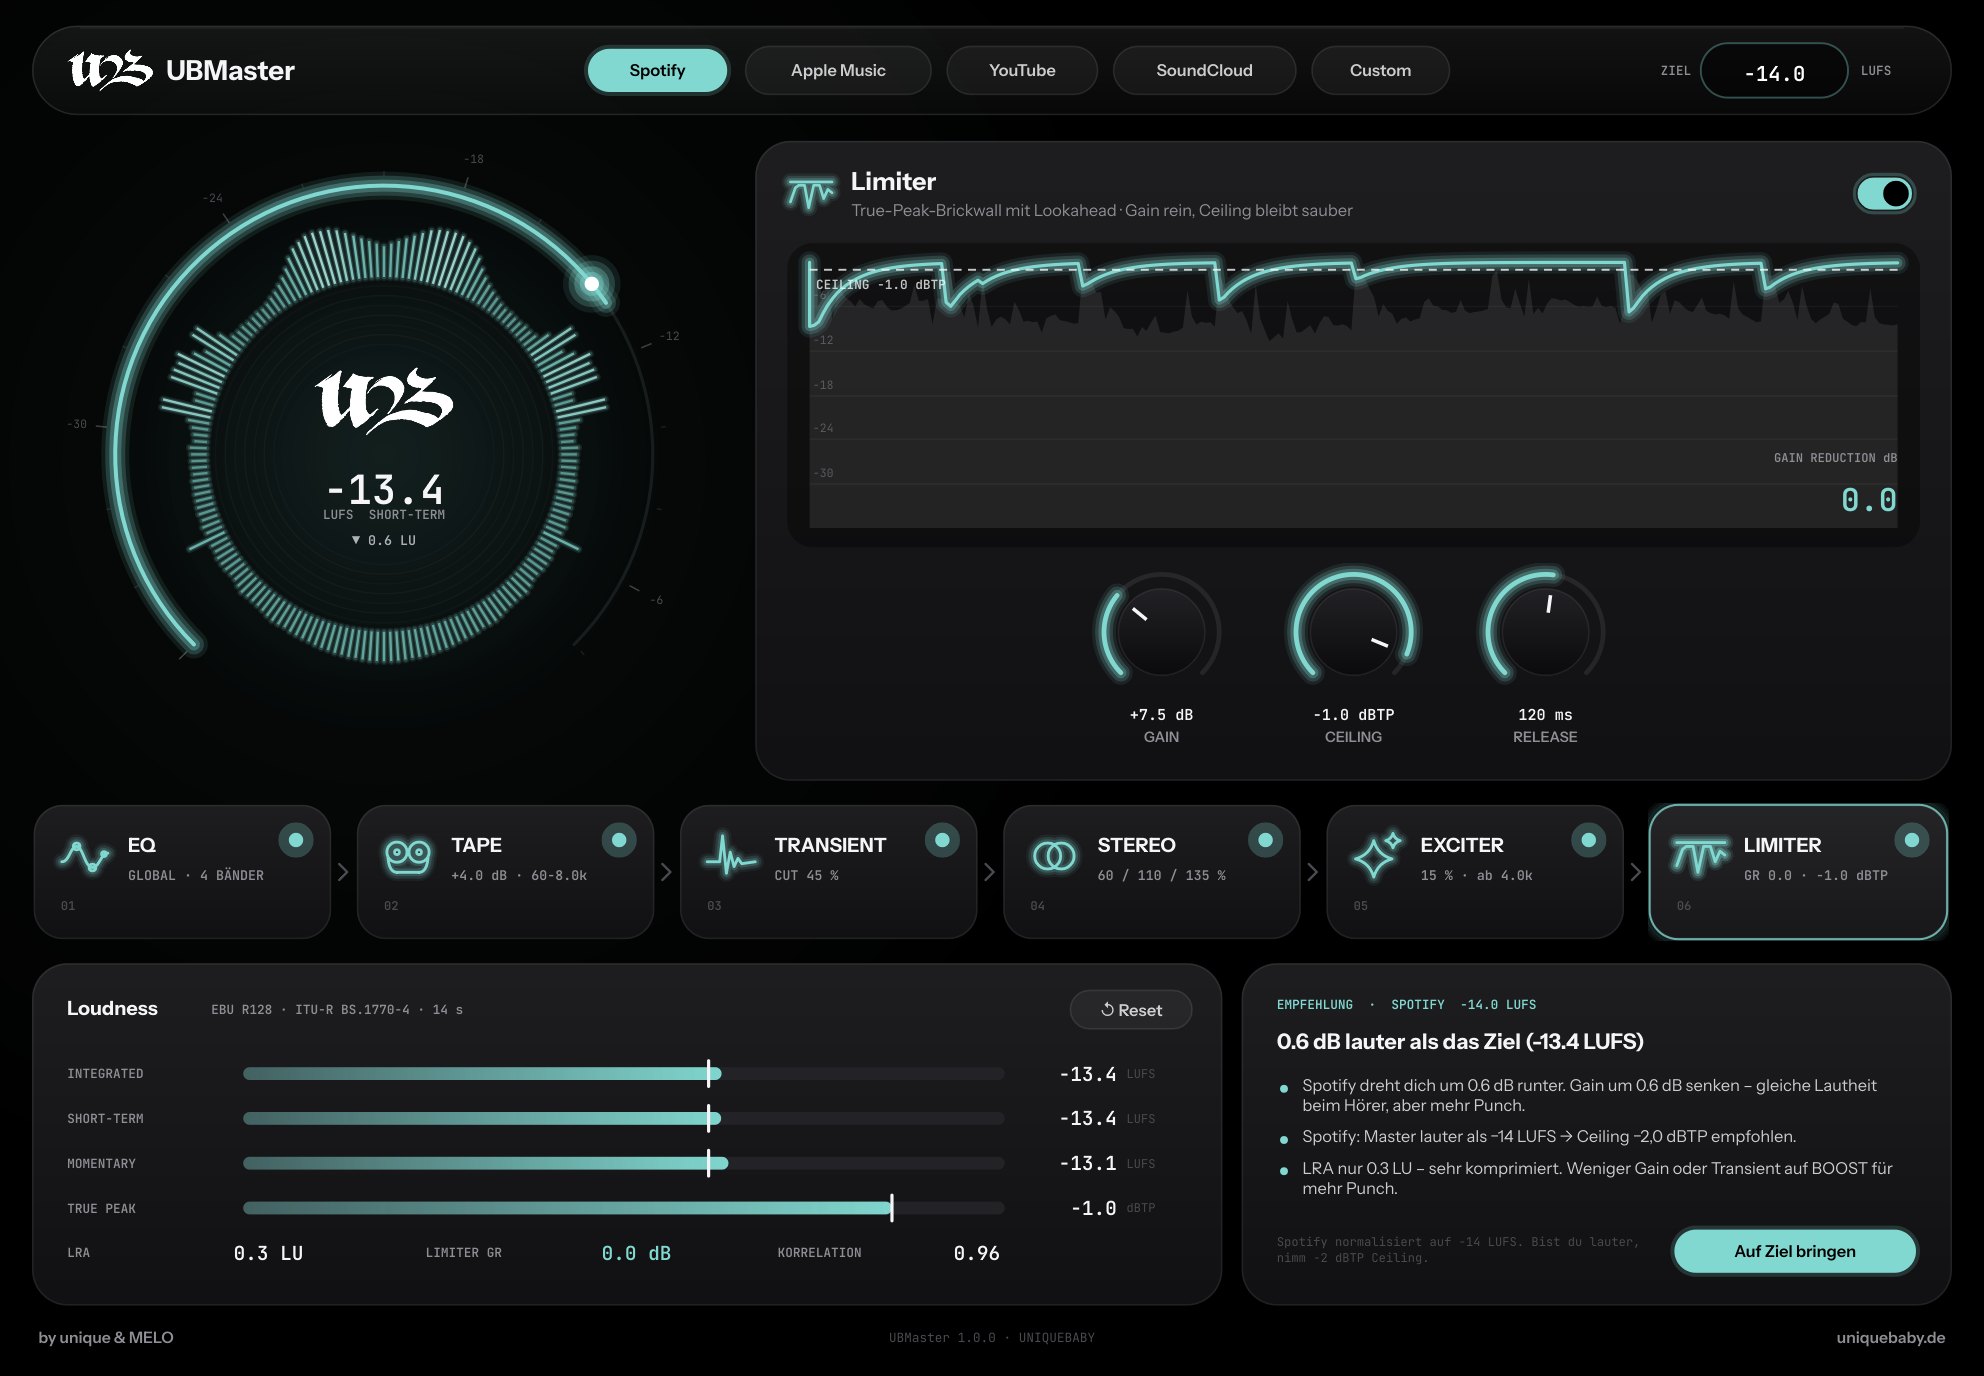 UB UBMaster
Spotify
Apple Music
YouTube
SoundCloud
Custom
ZIEL -14.0 LUFS
-18
-24
-12
-30
-6
UB
-13.4
LUFS SHORT-TERM
▼ 0.6 LU
Limiter
True-Peak-Brickwall mit Lookahead · Gain rein, Ceiling bleibt sauber
CEILING -1.0 dBTP
-6
-12
-18
-24
-30
GAIN REDUCTION dB
0.0
+7.5 dB
GAIN
-1.0 dBTP
CEILING
120 ms
RELEASE
EQ
GLOBAL · 4 BÄNDER
01
TAPE
+4.0 dB · 60-8.0k
02
TRANSIENT
CUT 45 %
03
STEREO
60 / 110 / 135 %
04
EXCITER
15 % · ab 4.0k
05
LIMITER
GR 0.0 · -1.0 dBTP
06
Loudness
EBU R128 · ITU-R BS.1770-4 · 14 s
Reset
INTEGRATED -13.4 LUFS
SHORT-TERM -13.4 LUFS
MOMENTARY -13.1 LUFS
TRUE PEAK -1.0 dBTP
LRA 0.3 LU LIMITER GR 0.0 dB KORRELATION 0.96
EMPFEHLUNG · SPOTIFY -14.0 LUFS
0.6 dB lauter als das Ziel (-13.4 LUFS)
Spotify dreht dich um 0.6 dB runter. Gain um 0.6 dB senken – gleiche Lautheit
beim Hörer, aber mehr Punch.
Spotify: Master lauter als −14 LUFS → Ceiling −2,0 dBTP empfohlen.
LRA nur 0.3 LU – sehr komprimiert. Weniger Gain oder Transient auf BOOST für
mehr Punch.
Spotify normalisiert auf -14 LUFS. Bist du lauter,
nimm -2 dBTP Ceiling.
Auf Ziel bringen
by unique & MELO
UBMaster 1.0.0 · UNIQUEBABY
uniquebaby.de